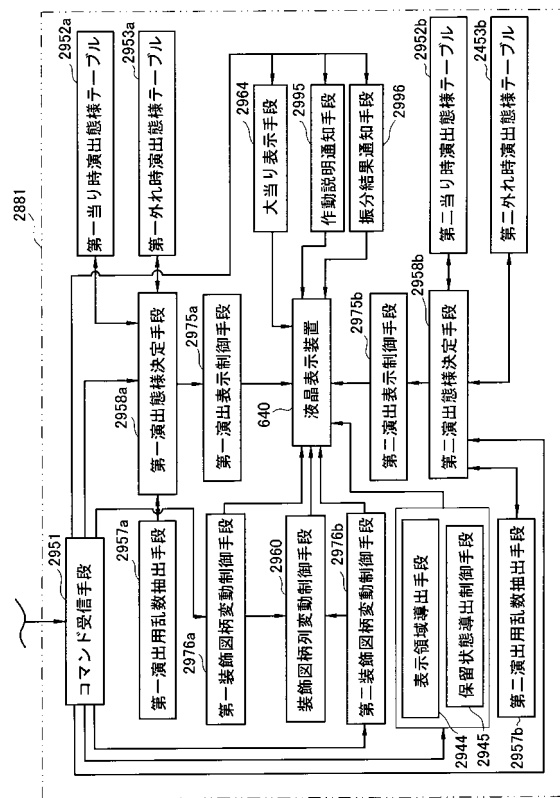 2881
2951
コマンド受信手段
2952a
第一当り時演出態様テーブル
2953a
第一外れ時演出態様テーブル
2958a
第一演出態様決定手段
2957a
第一演出用乱数抽出手段
2975a
第一演出表示制御手段
2964
大当り表示手段
2995
作動説明通知手段
2996
振分結果通知手段
2976a
第一装飾図柄変動制御手段
640
液晶表示装置
2960
装飾図柄列変動制御手段
2976b
第二装飾図柄変動制御手段
2975b
第二演出表示制御手段
2952b
第二当り時演出態様テーブル
2958b
第二演出態様決定手段
2453b
第二外れ時演出態様テーブル
2944
表示領域導出手段
2945
保留状態導出制御手段
2957b
第二演出用乱数抽出手段